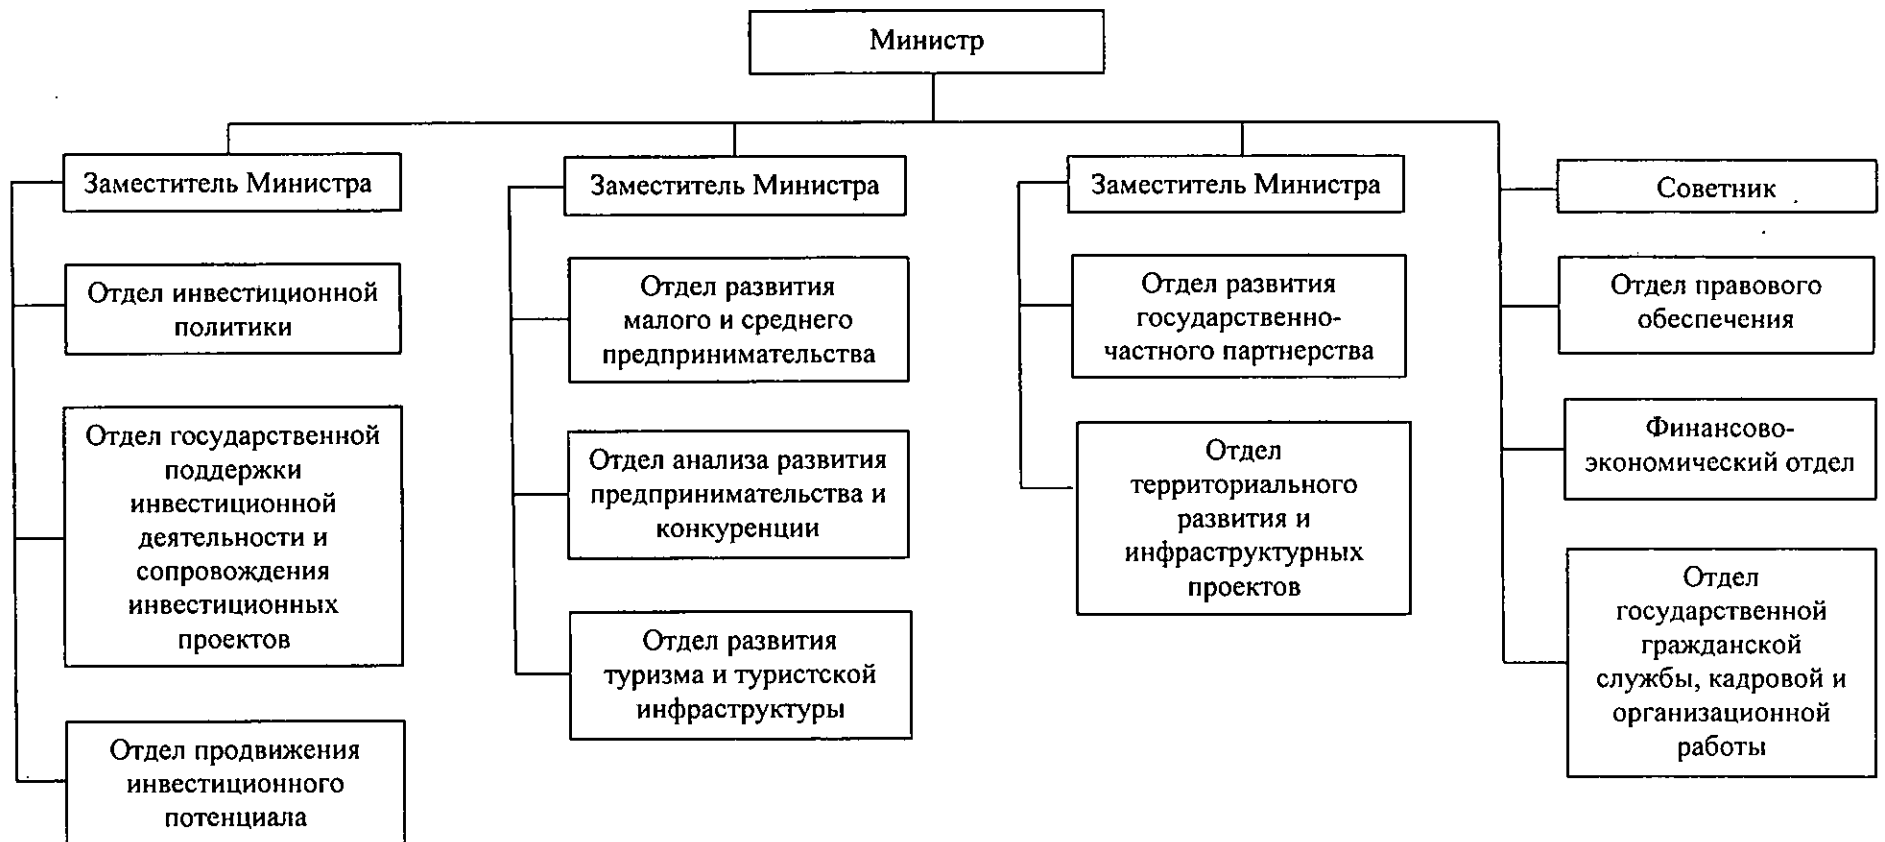 Министр
Заместитель Министра
Отдел инвестиционной
политики
Отдел государственной
поддержки
инвестиционной
деятельности и
сопровождения
инвестиционных
проектов
Отдел продвижения
инвестиционного
потенциала
Заместитель Министра
Отдел развития
малого и среднего
предпринимательства
Отдел анализа развития
предпринимательства и
конкуренции
Отдел развития
туризма и туристской
инфраструктуры
Заместитель Министра
Отдел развития
государственно-
частного партнерства
Отдел
территориального
развития и
инфраструктурных
проектов
Советник
Отдел правового
обеспечения
Финансово-
экономический отдел
Отдел
государственной
гражданской
службы, кадровой и
организационной
работы